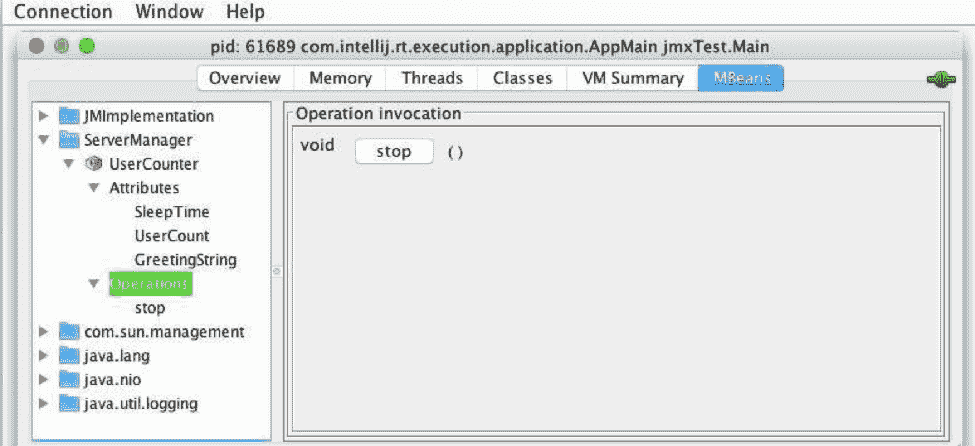 Connection Window Help
pid: 61689 com.intellij.rt.execution.application.AppMain jmxTest.Main
Overview Memory Threads Classes VM Summary MBeans
JMImplementation
ServerManager
UserCounter
Attributes
SleepTime
UserCount
GreetingString
Operations
stop
com.sun.management
java.lang
java.nio
java.util.logging
Operation invocation
void stop ()